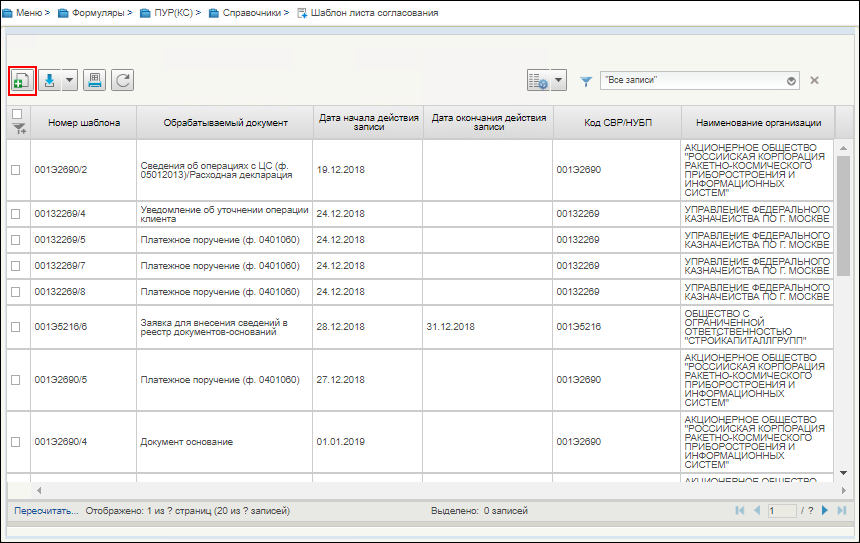 Меню > Формуляры > ПУР(КС) > Справочники > Шаблон листа согласования
"Все записи"
Номер шаблона
Обрабатываемый документ
Дата начала действия
записи
Дата окончания действия
записи
Код СВР/НУБП
Наименование организации
001Э2690/2
Сведения об операциях с ЦС (ф.
05012013)/Расходная декларация
19.12.2018
001Э2690
АКЦИОНЕРНОЕ ОБЩЕСТВО
"РОССИЙСКАЯ КОРПОРАЦИЯ
РАКЕТНО-КОСМИЧЕСКОГО
ПРИБОРОСТРОЕНИЯ И
ИНФОРМАЦИОННЫХ
СИСТЕМ"
00132269/4
Уведомление об уточнении операции
клиента
24.12.2018
00132269
УПРАВЛЕНИЕ ФЕДЕРАЛЬНОГО
КАЗНАЧЕЙСТВА ПО Г. МОСКВЕ
00132269/5
Платежное поручение (ф. 0401060)
24.12.2018
00132269
УПРАВЛЕНИЕ ФЕДЕРАЛЬНОГО
КАЗНАЧЕЙСТВА ПО Г. МОСКВЕ
00132269/7
Платежное поручение (ф. 0401060)
24.12.2018
00132269
УПРАВЛЕНИЕ ФЕДЕРАЛЬНОГО
КАЗНАЧЕЙСТВА ПО Г. МОСКВЕ
00132269/8
Платежное поручение (ф. 0401060)
24.12.2018
00132269
УПРАВЛЕНИЕ ФЕДЕРАЛЬНОГО
КАЗНАЧЕЙСТВА ПО Г. МОСКВЕ
001Э5216/6
Заявка для внесения сведений в
реестр документов-оснований
28.12.2018
31.12.2018
001Э5216
ОБЩЕСТВО С
ОГРАНИЧЕННОЙ
ОТВЕТСТВЕННОСТЬЮ
"СТРОЙКАПИТАЛЛГРУПП"
001Э2690/5
Платежное поручение (ф. 0401060)
27.12.2018
001Э2690
АКЦИОНЕРНОЕ ОБЩЕСТВО
"РОССИЙСКАЯ КОРПОРАЦИЯ
РАКЕТНО-КОСМИЧЕСКОГО
ПРИБОРОСТРОЕНИЯ И
ИНФОРМАЦИОННЫХ
СИСТЕМ"
001Э2690/4
Документ основание
01.01.2019
001Э2690
АКЦИОНЕРНОЕ ОБЩЕСТВО
"РОССИЙСКАЯ КОРПОРАЦИЯ
РАКЕТНО-КОСМИЧЕСКОГО
ПРИБОРОСТРОЕНИЯ И
ИНФОРМАЦИОННЫХ
СИСТЕМ"
АКЦИОНЕРНОЕ ОБЩЕСТВО
Пересчитать... Отображено: 1 из ? страниц (20 из ? записей) Выделено: 0 записей 1 / ?